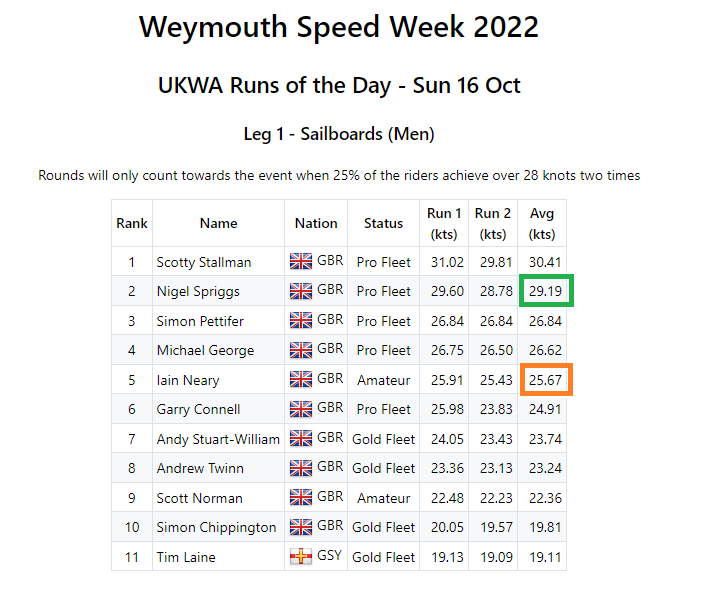 Weymouth Speed Week 2022
UKWA Runs of the Day - Sun 16 Oct
Leg 1 - Sailboards (Men)
Rounds will only count towards the event when 25% of the riders achieve over 28 knots two times
Rank Name Nation Status Run 1 (kts) Run 2 (kts) Avg (kts)
1 Scotty Stallman GBR Pro Fleet 31.02 29.81 30.41
2 Nigel Spriggs GBR Pro Fleet 29.60 28.78 29.19
3 Simon Pettifer GBR Pro Fleet 26.84 26.84 26.84
4 Michael George GBR Pro Fleet 26.75 26.50 26.62
5 Iain Neary GBR Amateur 25.91 25.43 25.67
6 Garry Connell GBR Pro Fleet 25.98 23.83 24.91
7 Andy Stuart-William GBR Gold Fleet 24.05 23.43 23.74
8 Andrew Twinn GBR Gold Fleet 23.36 23.13 23.24
9 Scott Norman GBR Amateur 22.48 22.23 22.36
10 Simon Chippington GBR Gold Fleet 20.05 19.57 19.81
11 Tim Laine GSY Gold Fleet 19.13 19.09 19.11